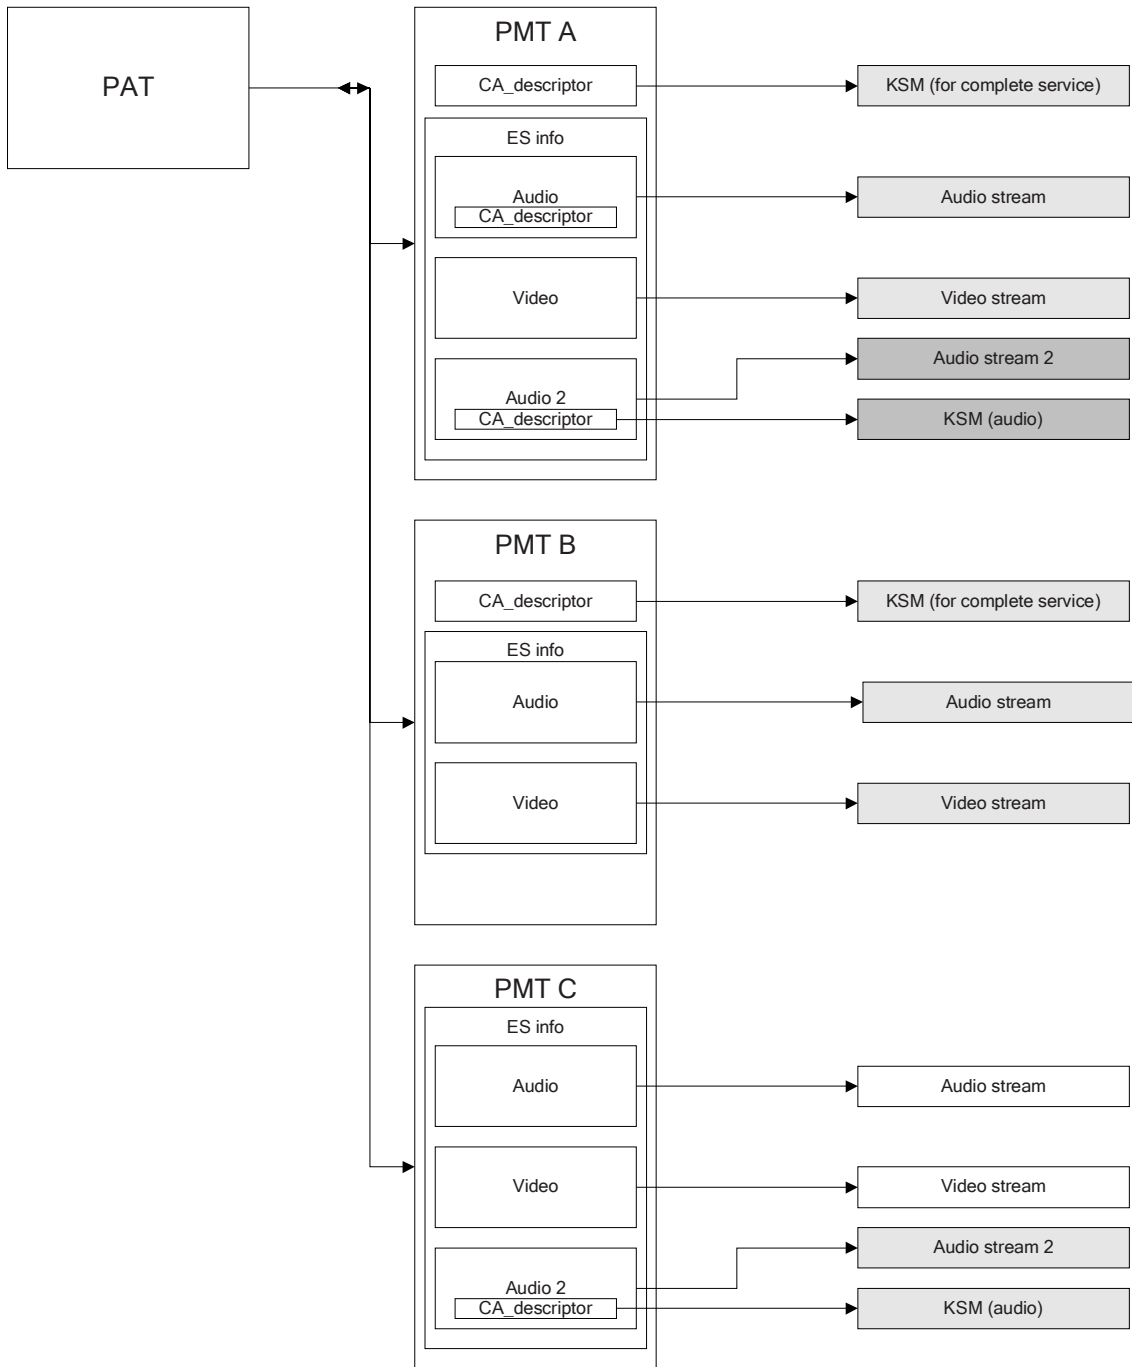 PAT
PMT A
CA_descriptor
KSM (for complete service)
ES info
Audio
CA_descriptor
Audio stream
Video
Video stream
Audio stream 2
Audio 2
CA_descriptor
KSM (audio)
PMT B
CA_descriptor
KSM (for complete service)
ES info
Audio
Audio stream
Video
Video stream
PMT C
ES info
Audio
Audio stream
Video
Video stream
Audio stream 2
Audio 2
CA_descriptor
KSM (audio)